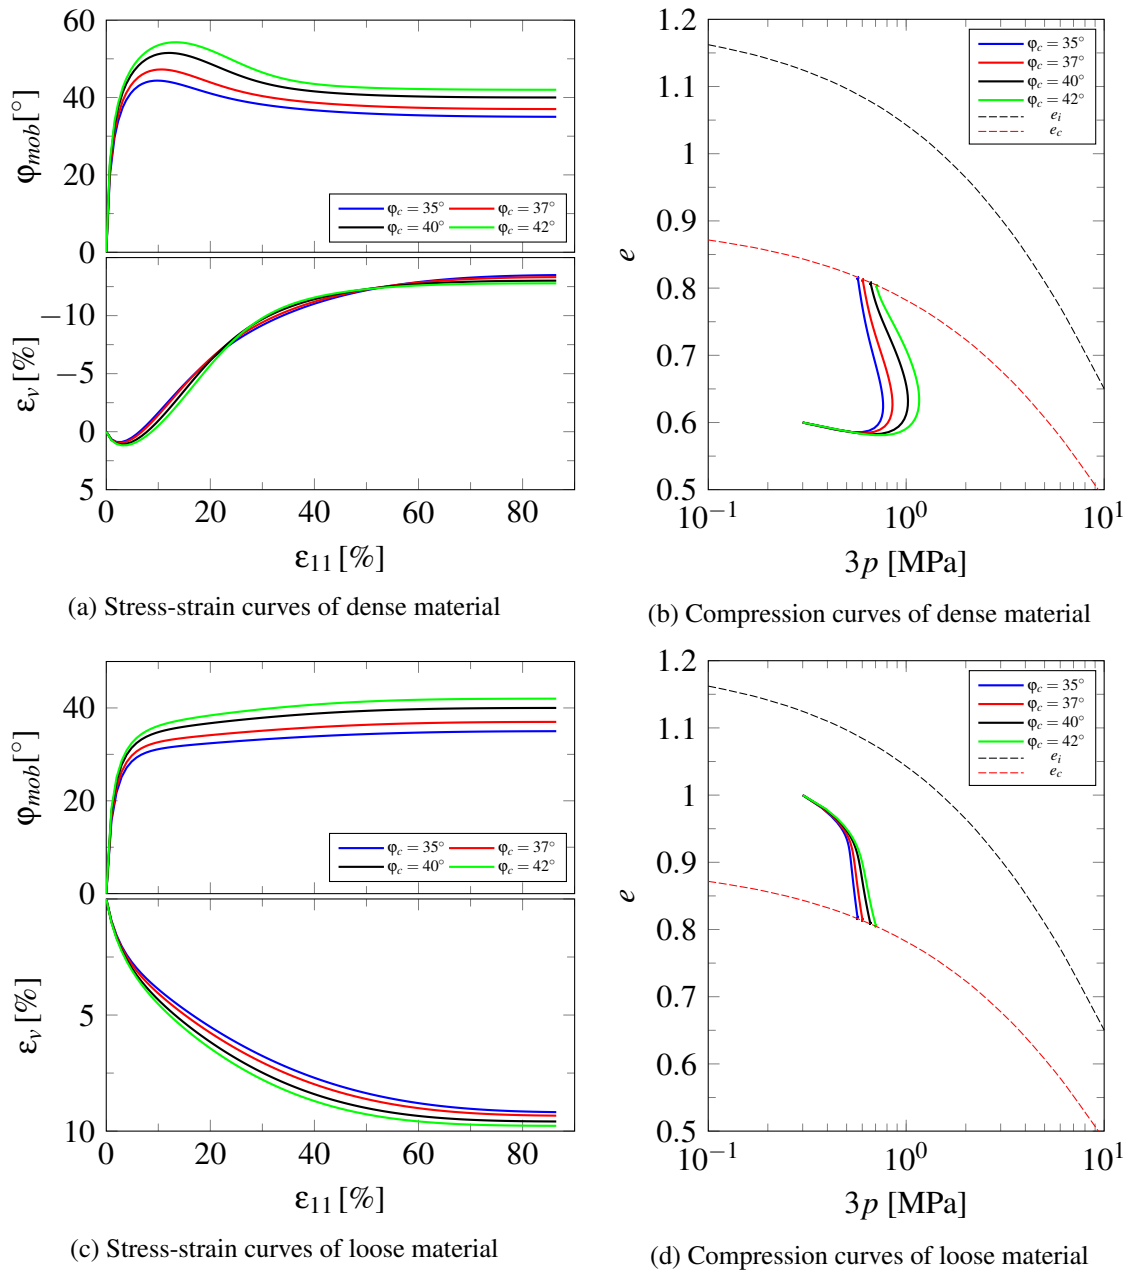 60
40
20
0
φmob[°]
φc = 35° φc = 37°
φc = 40° φc = 42°
−10
−5
0
5
εv [%]
0 20 40 60 80
ε11 [%]
(a) Stress-strain curves of dense material
1.2
1.1
1
0.9
0.8
0.7
0.6
0.5
e
φc = 35°
φc = 37°
φc = 40°
φc = 42°
ei
ec
10−1 100 101
3p [MPa]
(b) Compression curves of dense material
40
20
0
φmob[°]
φc = 35° φc = 37°
φc = 40° φc = 42°
5
10
εv [%]
0 20 40 60 80
ε11 [%]
(c) Stress-strain curves of loose material
1.2
1.1
1
0.9
0.8
0.7
0.6
0.5
e
φc = 35°
φc = 37°
φc = 40°
φc = 42°
ei
ec
10−1 100 101
3p [MPa]
(d) Compression curves of loose material